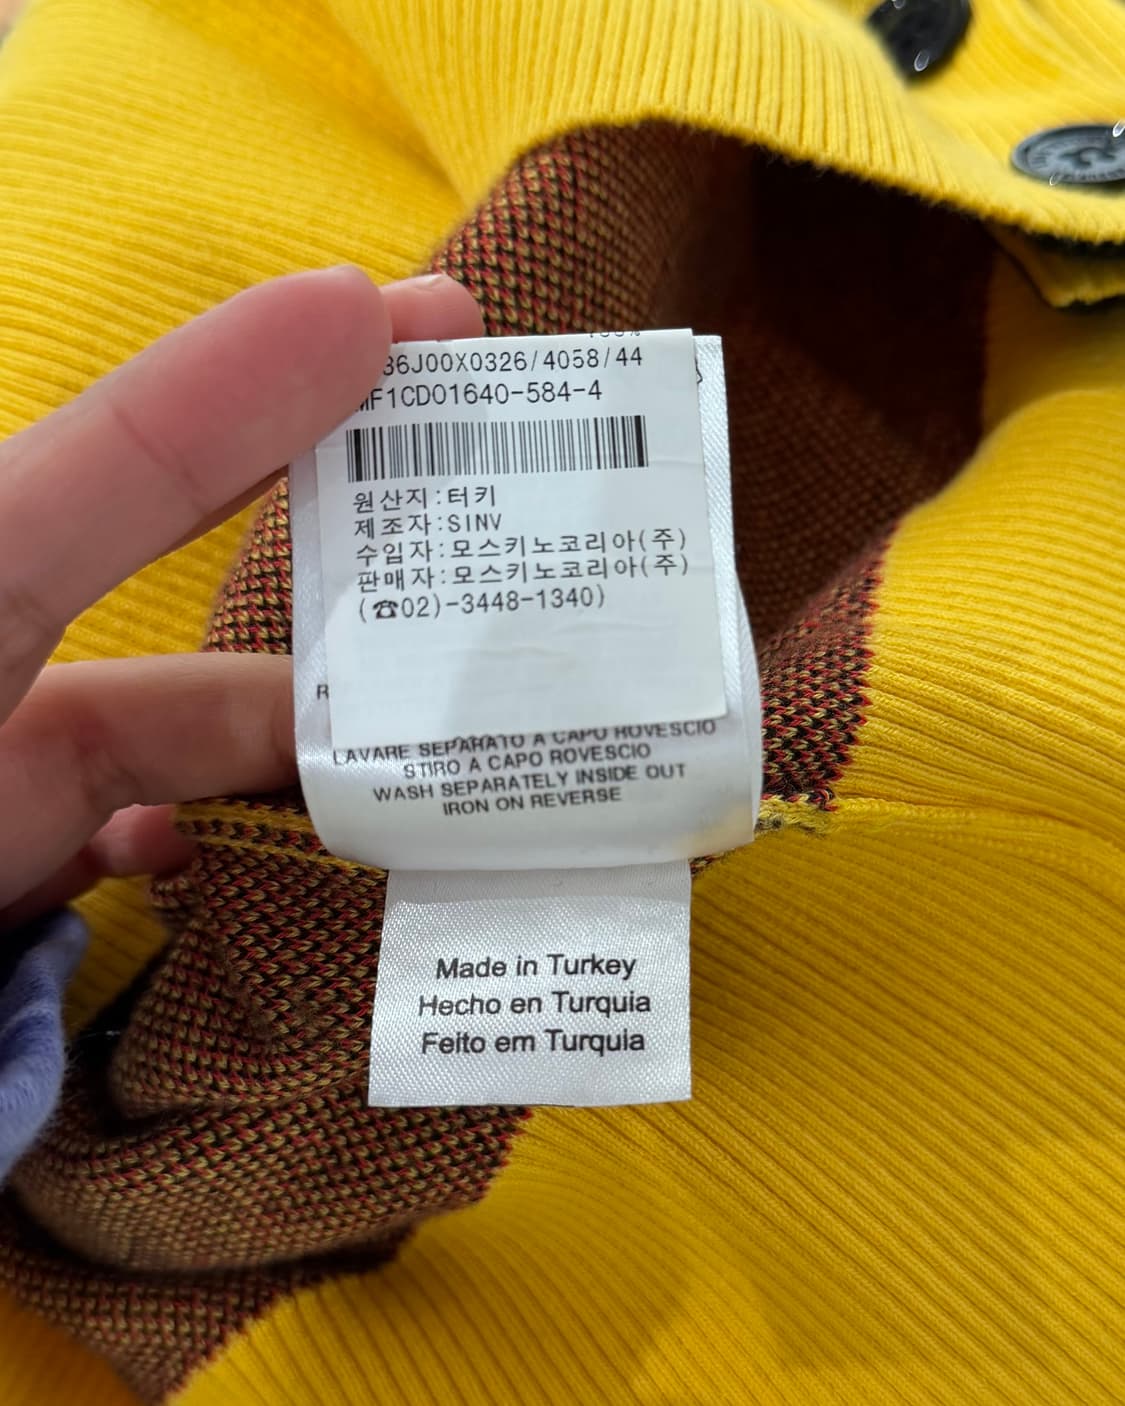 36J00X0326/4058/44
MF1CD01640-584-4
원산지:터키
제조자:SINV
수입자:모스키노코리아(주)
판매자:모스키노코리아(주)
(☎02)-3448-1340)
LAVARE SEPARATO A CAPO ROVESCIO
STIRO A CAPO ROVESCIO
WASH SEPARATELY INSIDE OUT
IRON ON REVERSE
Made in Turkey
Hecho en Turquia
Feito em Turquia